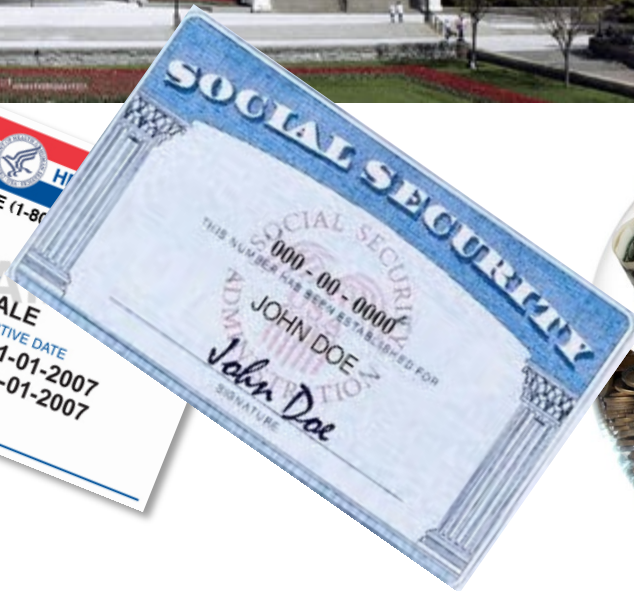 SOCIAL SECURITY
SOCIAL SECURITY
ADMINISTRATION
USA
000-00-0000
THIS NUMBER HAS BEEN ESTABLISHED FOR
JOHN DOE
John Doe
SIGNATURE
E (1-80
ALE
TIVE DATE
1-01-2007
-01-2007